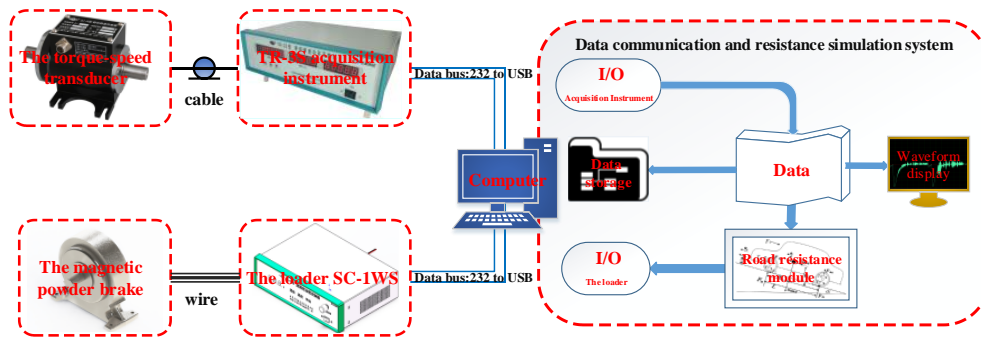 The torque-speed
transducer
cable
TR-3S acquisition
instrument
Data bus:232 to USB
Computer
The magnetic
powder brake
wire
The loader SC-1WS
Data bus:232 to USB
Data communication and resistance simulation system
I/O
Acquisition Instrument
Data
storage
Data
Waveform
display
I/O
The loader
Road resistance
module